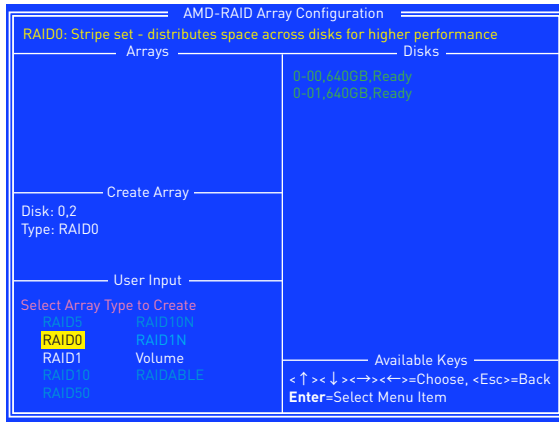 AMD-RAID Array Configuration
RAID0: Stripe set - distributes space across disks for higher performance
Arrays
Disks
0-00,640GB,Ready
0-01,640GB,Ready
Create Array
Disk: 0,2
Type: RAID0
User Input
Select Array Type to Create
RAID5 RAID10N
RAID0 RAID1N
RAID1 Volume
RAID10 RAIDABLE
RAID50
Available Keys
<↑><↓><→><←>=Choose, <Esc>=Back
Enter=Select Menu Item